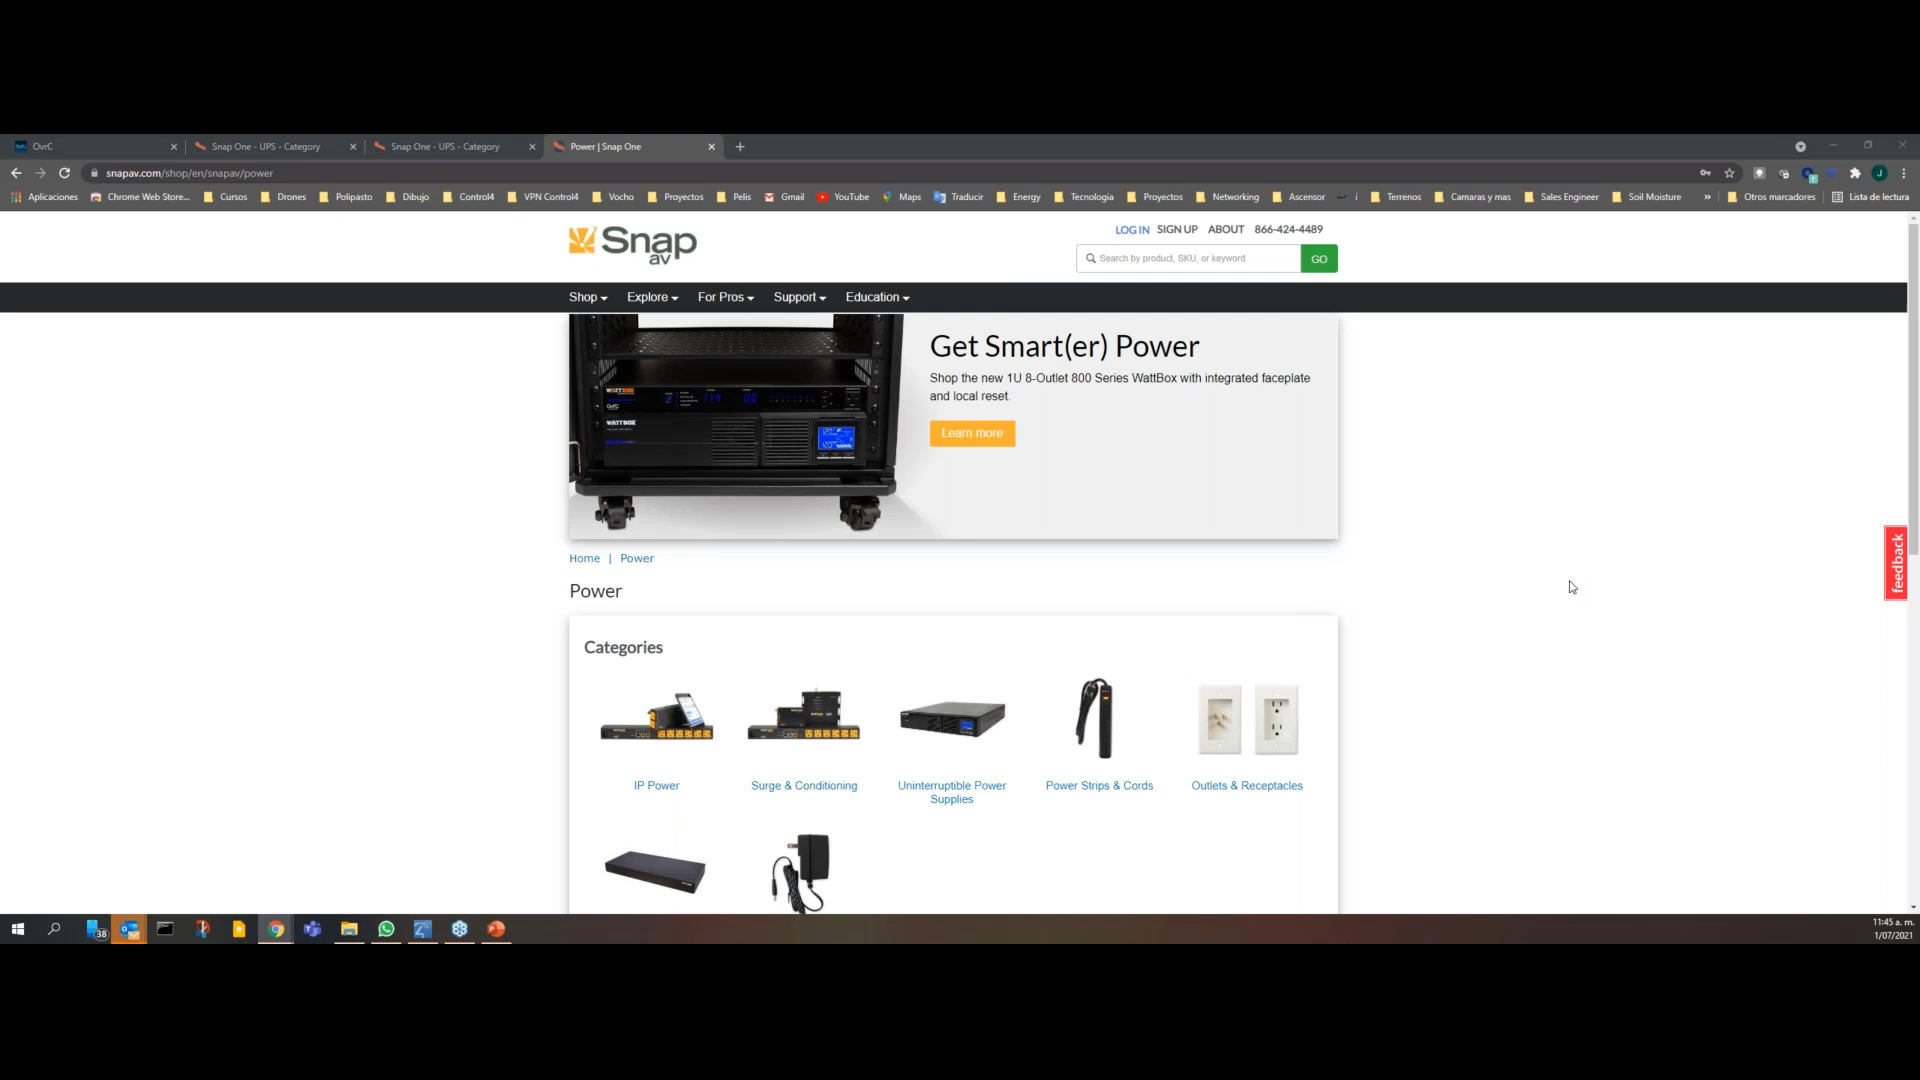 OvrC
Snap One - UPS - Category
Snap One - UPS - Category
Power | Snap One
snapav.com/shop/en/snapav/power
Aplicaciones
Chrome Web Store...
Cursos
Drones
Polipasto
Dibujo
Control4
VPN Control4
Vocho
Proyectos
Pelis
Gmail
YouTube
Maps
Traducir
Energy
Tecnologia
Proyectos
Networking
Ascensor
i
Terrenos
Camaras y mas
Sales Engineer
Soil Moisture
»
Otros marcadores
Lista de lectura
Snap
av
LOG IN SIGN UP ABOUT 866-424-4489
Search by product, SKU, or keyword
GO
Shop Explore For Pros Support Education
WATTBOX
WATTBOX
Get Smart(er) Power
Shop the new 1U 8-Outlet 800 Series WattBox with integrated faceplate
and local reset.
Learn more
feedback
Home | Power
Power
Categories
IP Power
Surge & Conditioning
Uninterruptible Power
Supplies
Power Strips & Cords
Outlets & Receptacles
38
11:45 a. m.
1/07/2021